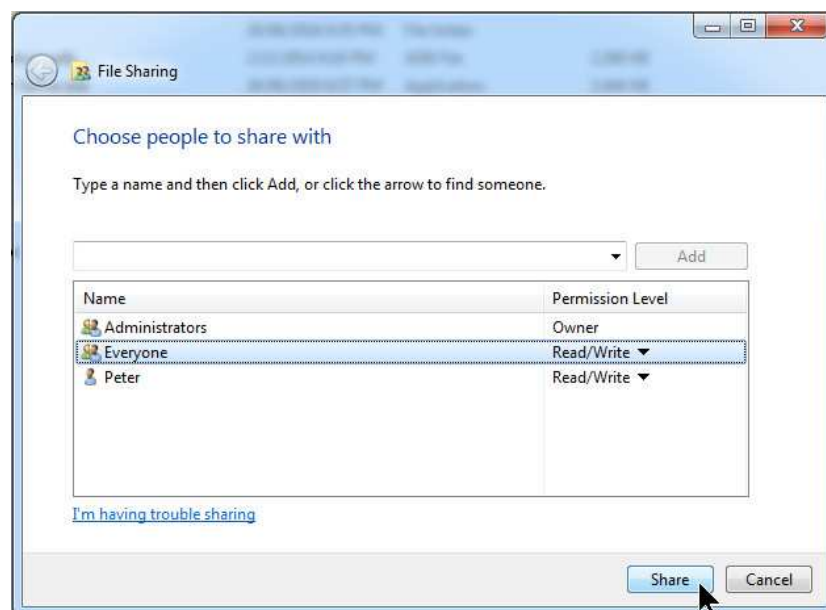 File Sharing
Choose people to share with
Type a name and then click Add, or click the arrow to find someone.
Add
Name Permission Level
Administrators Owner
Everyone Read/Write
Peter Read/Write
I'm having trouble sharing
Share Cancel